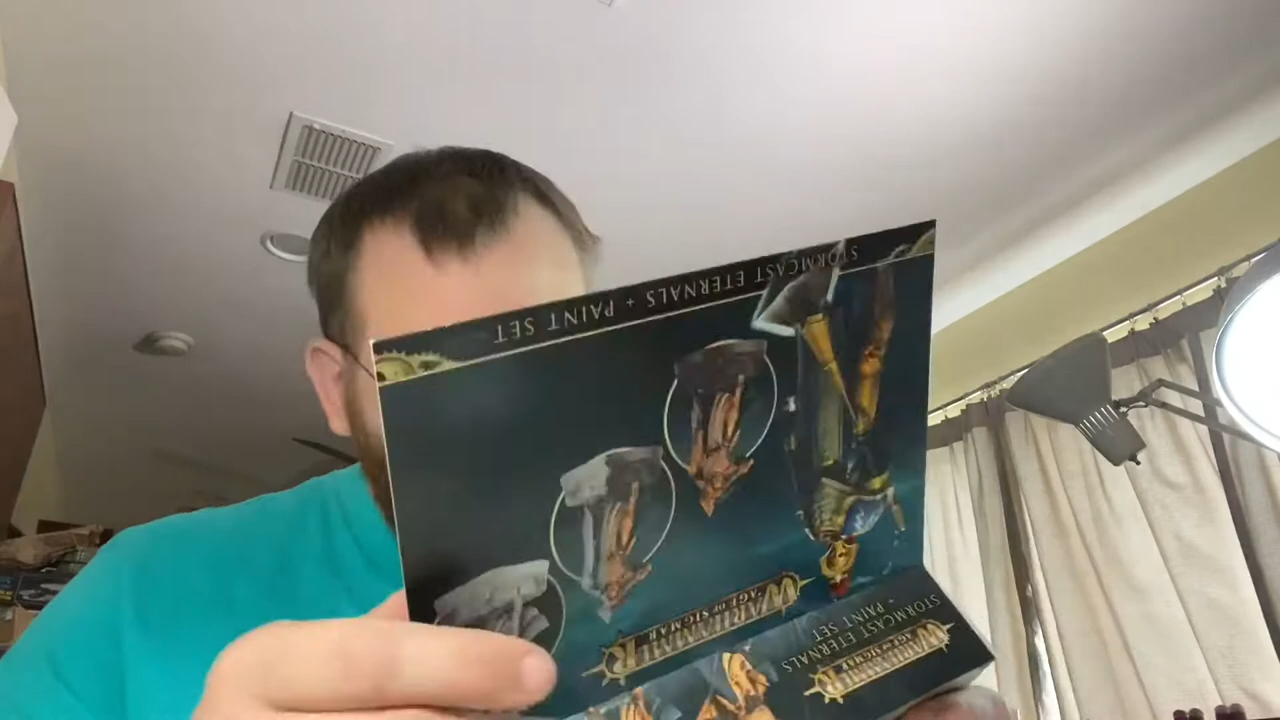 STORMCAST ETERNALS + PAINT SET
WARHAMMER
AGE OF SIGMAR
WARHAMMER
AGE OF SIGMAR
STORMCAST ETERNALS
+ PAINT SET